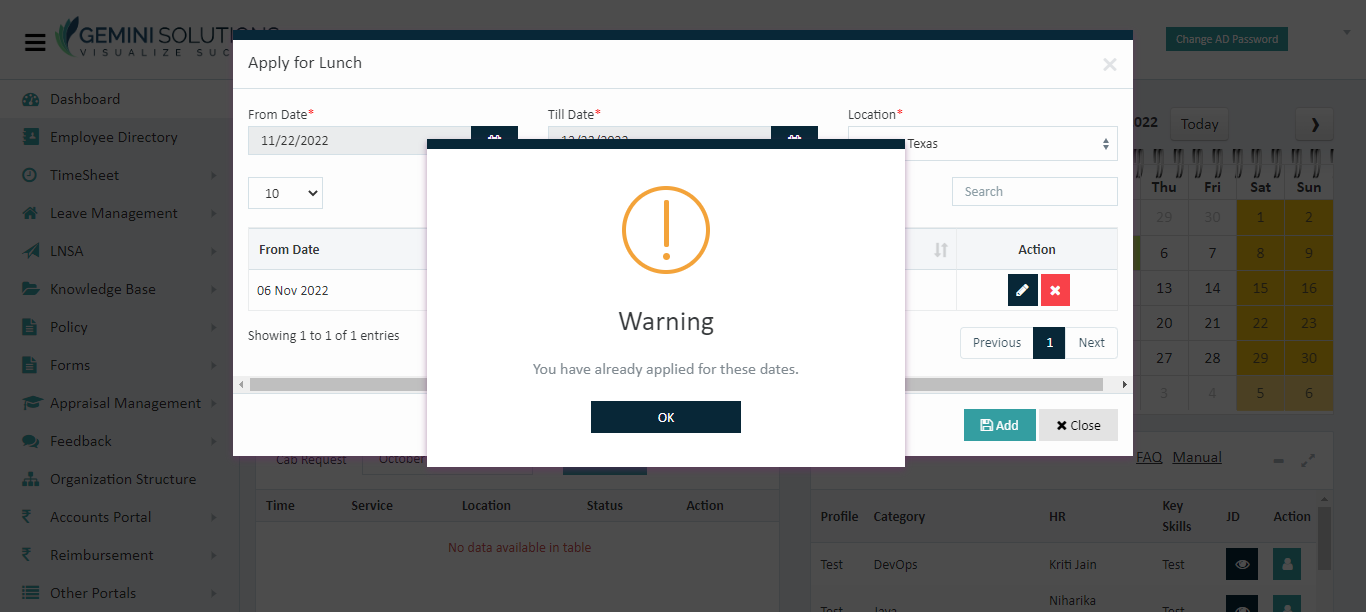 GEMINI SOLUTIONS
VISUALIZE SUC
Change AD Password
Apply for Lunch
×
Dashboard
Employee Directory
TimeSheet
Leave Management
LNSA
Knowledge Base
Policy
Forms
Appraisal Management
Feedback
Organization Structure
Accounts Portal
Reimbursement
Other Portals
From Date* Till Date* Location*
11/22/2022 12/22/2022 Texas
10 Search
From Date Action
06 Nov 2022
Showing 1 to 1 of 1 entries
Previous 1 Next
Add Close
Warning
You have already applied for these dates.
OK
2022 Today
Thu Fri Sat Sun
29 30 1 2
6 7 8 9
13 14 15 16
20 21 22 23
27 28 29 30
3 4 5 6
Cab Request October
Time Service Location Status Action
No data available in table
FAQ Manual
Profile Category HR Key Skills JD Action
Test DevOps Kriti Jain Test
Test Java Niharika